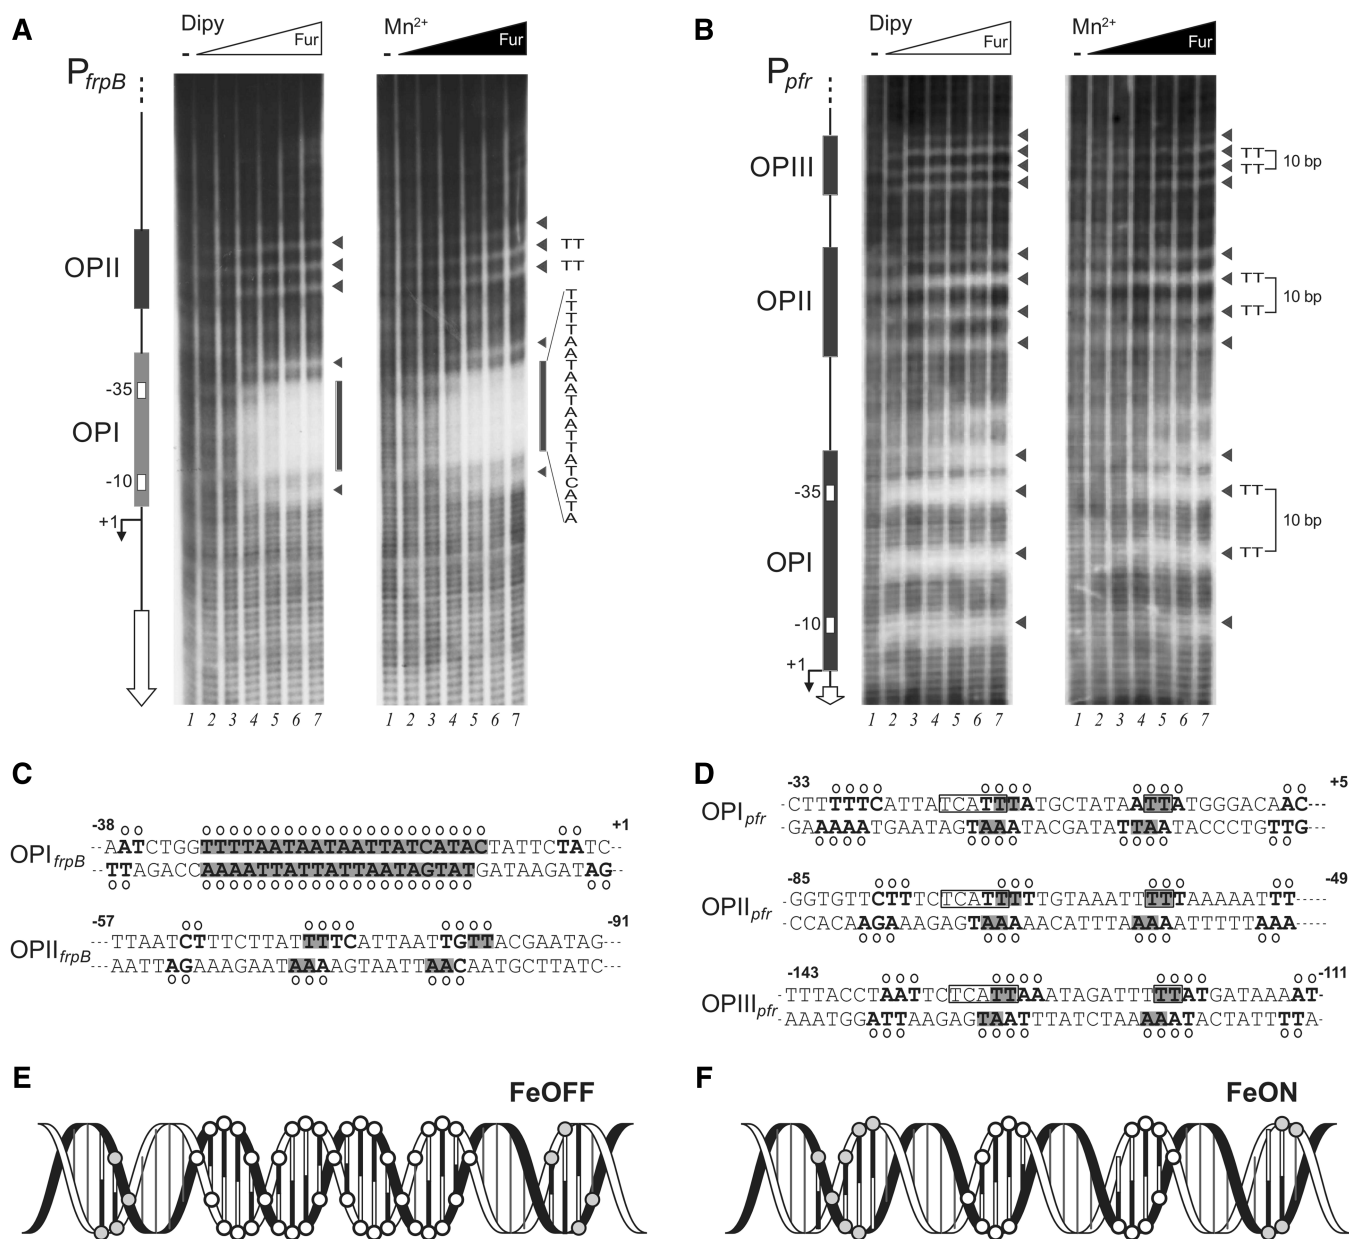 A
Dipy
Fur
-
Mn2+
Fur
-
PfrpB
OPII
-35
OPI
-10
+1
TT
TT
T
T
T
T
A
A
T
A
A
T
A
A
T
T
A
T
C
A
T
A
1 2 3 4 5 6 7
1 2 3 4 5 6 7
B
Dipy
Fur
-
Mn2+
Fur
-
Ppfr
OPIII
OPII
-35
OPI
-10
+1
TT
TT
10 bp
TT
TT
10 bp
TT
TT
10 bp
1 2 3 4 5 6 7
1 2 3 4 5 6 7
C
-38 +1
OPIfrpB
AATCTGGTTTTAATAATAATTATCATACTATTCTATC---
TTAGACCAAAATTATTATTAATAGTATGATAAGATAG---
-57 -91
OPIIfrpB
---TTAATCTTTCTTATTTTCATTAATTGTTACGAATAG---
---AATTAGAAAGAATAAAAGTAATTAACAATGCTTATC---
D
-33 +5
OPIpfr
-CTTTTTCATTATCATTTTATGCTATAATTATGGGACAAC---
-GAAAAATGAATAGTAAATACGATATTAATACCCTGTTG---
-85 -49
OPIIpfr
-GGTGTTCTTTCTCATTTTTTGTAAATTTTTAAAAATTT-
-CCACAAGAAAGAGTAAAAAACATTTAAAAATTTTTAAA-
-143 -111
OPIIIpfr
-TTTACCTAATTCTCATTAAATAGATTTTTATGATAAAAT-
-AAATGGATTAAGAGTAATTTATCTAAAAATACTATTTTA-
E
FeOFF
F
FeON